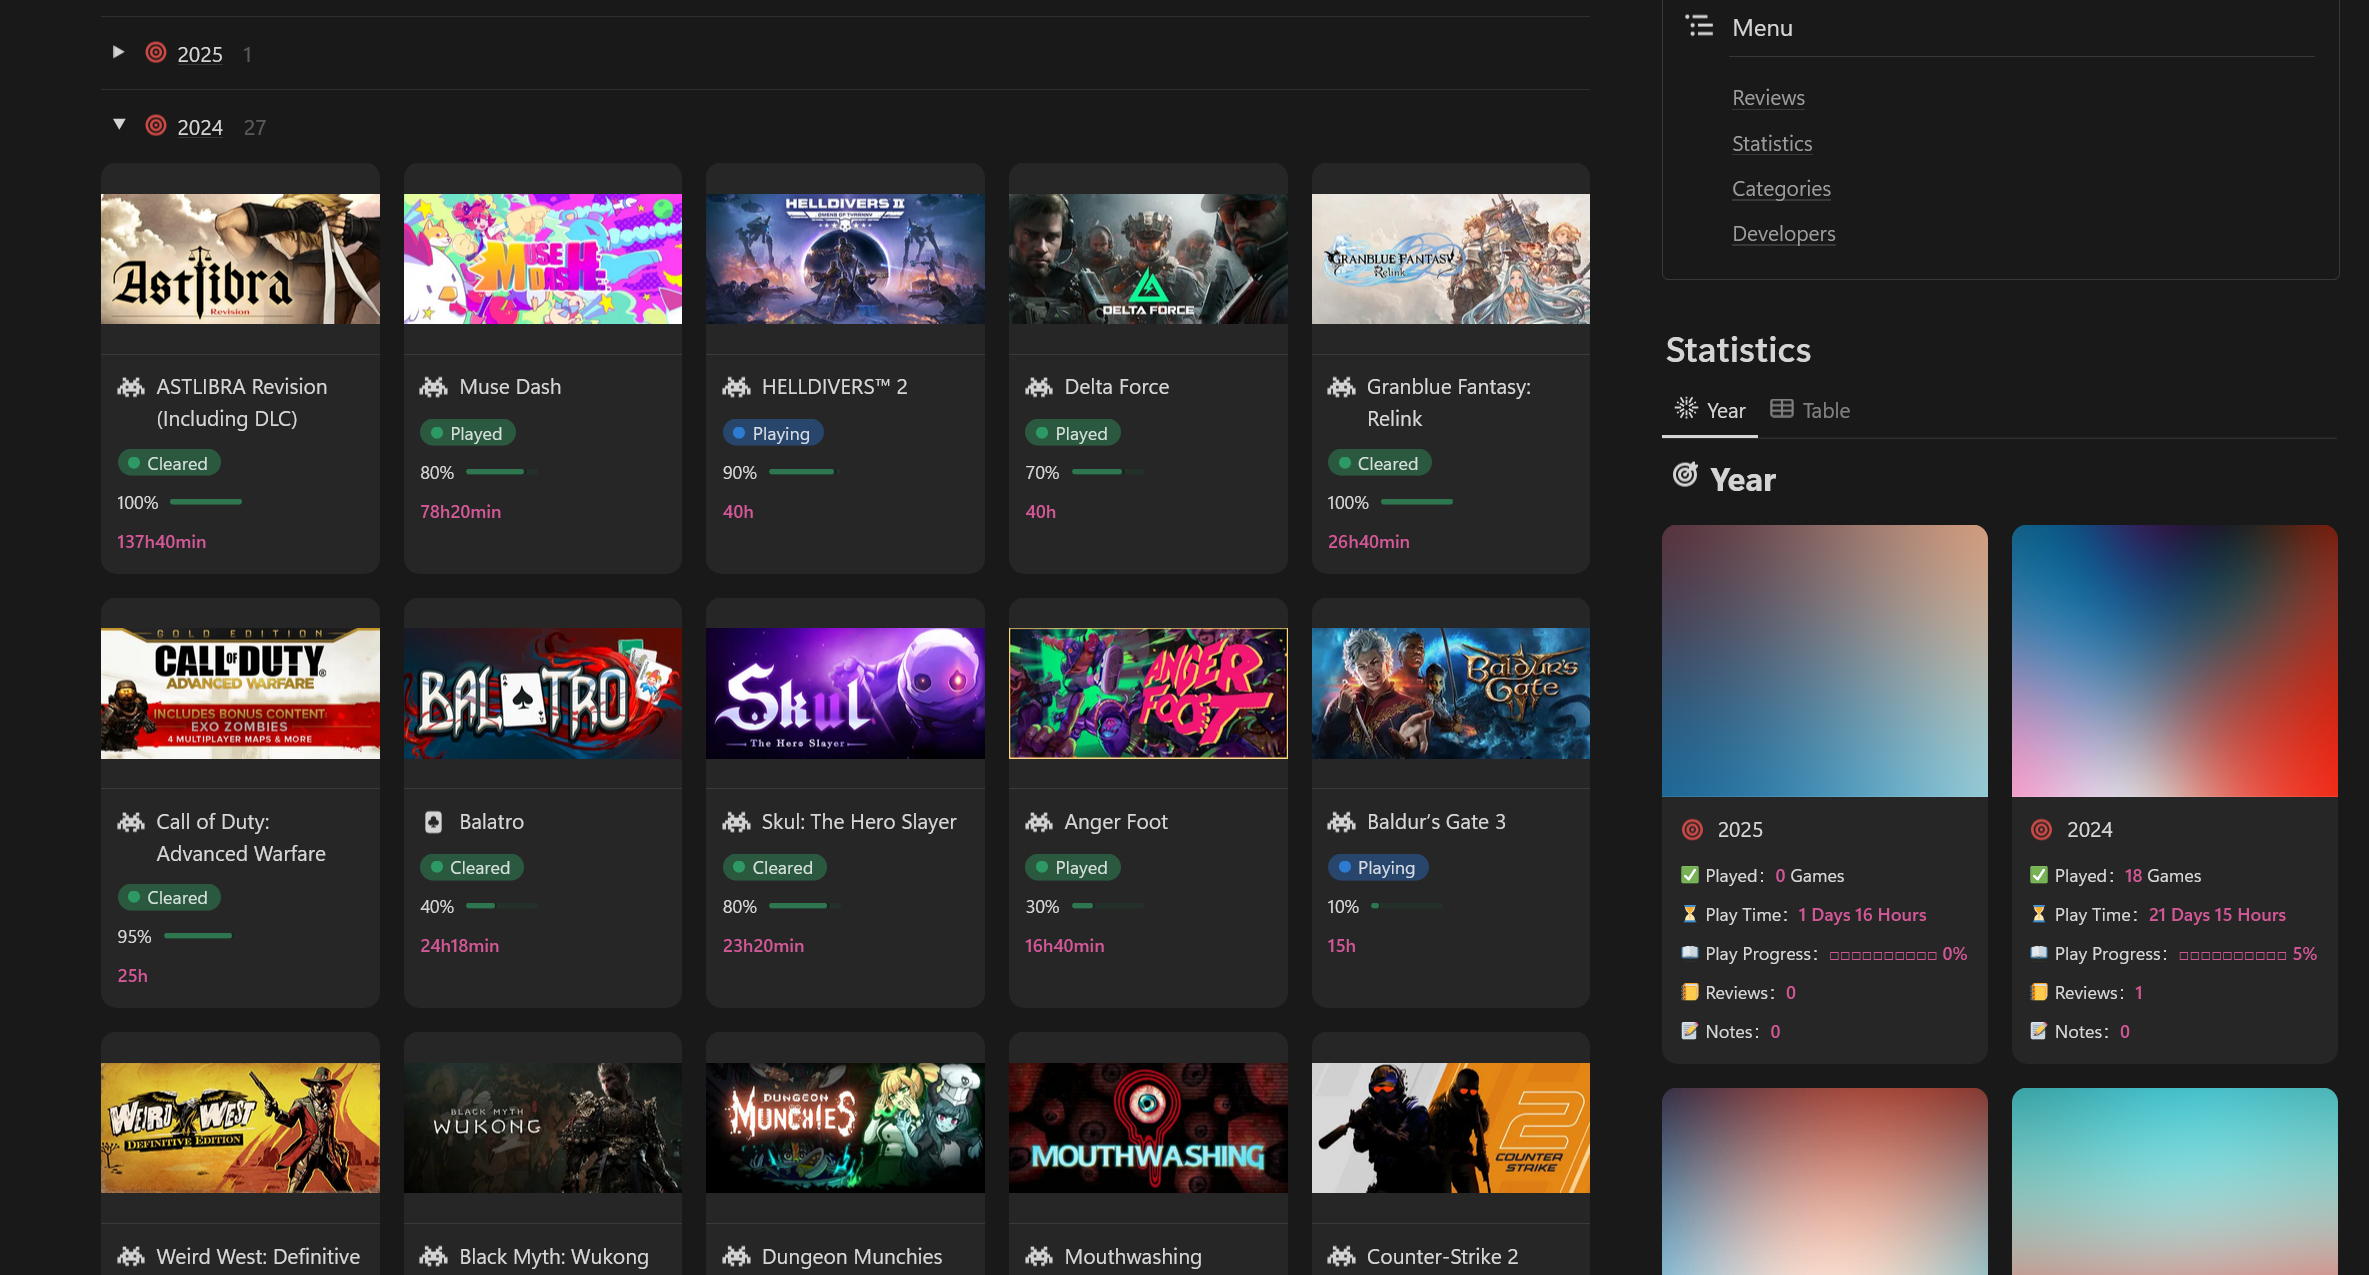 2025 1
2024 27
Astlibra
Revision
MUSE DASH
HELLDIVERS II
OMENS OF TYRANNY
DELTA FORCE
GRANBLUE FANTASY
Relink
ASTLIBRA Revision
(Including DLC)
Cleared
100%
137h40min
Muse Dash
Played
80%
78h20min
HELLDIVERS™ 2
Playing
90%
40h
Delta Force
Played
70%
40h
Granblue Fantasy:
Relink
Cleared
100%
26h40min
GOLD EDITION
CALL OF DUTY®
ADVANCED WARFARE
INCLUDES BONUS CONTENT:
EXO ZOMBIES
4 MULTIPLAYER MAPS & MORE
BALATRO
Skul
The Hero Slayer
ANGER FOOT
Baldur's
Gate
III
Call of Duty:
Advanced Warfare
Cleared
95%
25h
Balatro
Cleared
40%
24h18min
Skul: The Hero Slayer
Cleared
80%
23h20min
Anger Foot
Played
30%
16h40min
Baldur’s Gate 3
Playing
10%
15h
WEIRD WEST
DEFINITIVE EDITION
BLACK MYTH
WUKONG
DUNGEON
MUNCHIES
MOUTHWASHING
2
COUNTER
STRIKE
Weird West: Definitive
Black Myth: Wukong
Dungeon Munchies
Mouthwashing
Counter-Strike 2
Menu
Reviews
Statistics
Categories
Developers
Statistics
Year Table
Year
2025
Played: 0 Games
Play Time: 1 Days 16 Hours
Play Progress: □□□□□□□□□□ 0%
Reviews: 0
Notes: 0
2024
Played: 18 Games
Play Time: 21 Days 15 Hours
Play Progress: □□□□□□□□□□ 5%
Reviews: 1
Notes: 0